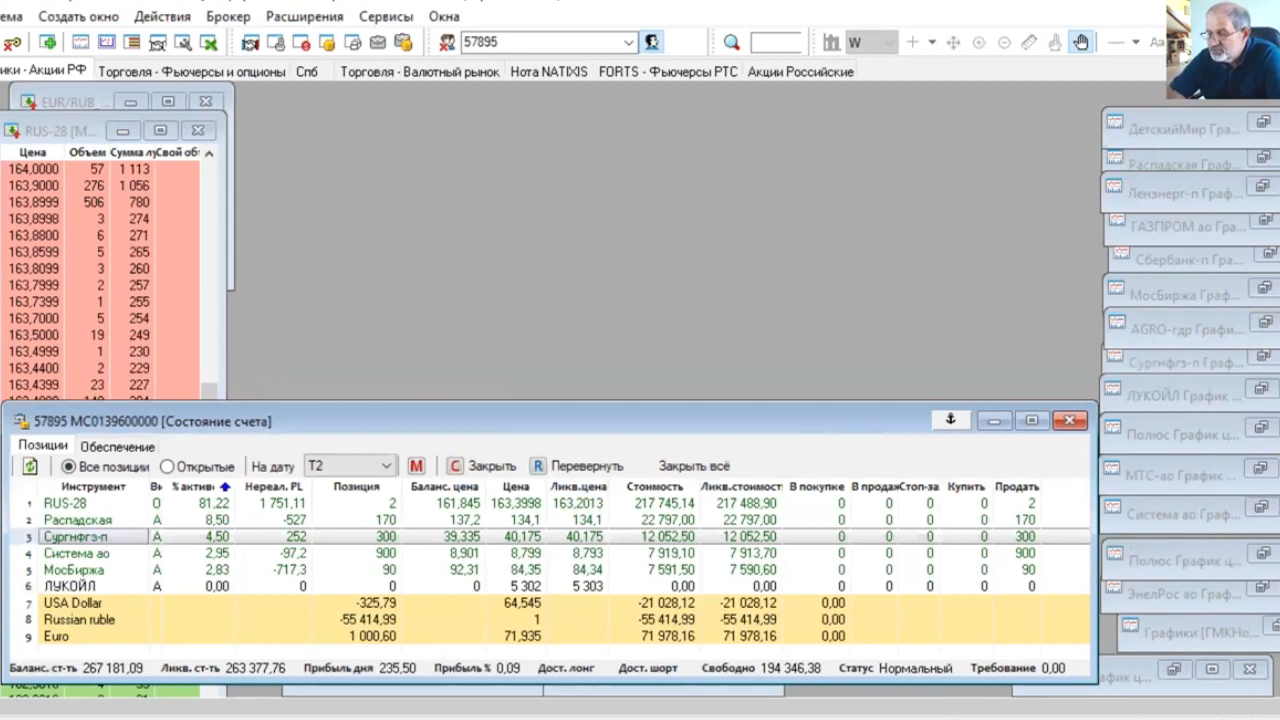 ема Создать окно Действия Брокер Расширения Сервисы Окна
57895 W Aa
ки - Акции РФ Торговля - Фьючерсы и опционы Спб Торговля - Валютный рынок Нота NATIXIS FORTS - Фьючерсы РТС Акции Российские
EUR/RUB_...
RUS-28 [М...
Цена Объем Сумма лу Свой об
164,0000 57 1 113
163,9000 276 1 056
163,8999 506 780
163,8998 3 274
163,8800 6 271
163,8599 5 265
163,8099 3 260
163,7999 2 257
163,7399 1 255
163,7000 5 254
163,5000 19 249
163,4999 1 230
163,4400 2 229
163,4399 23 227
ДетскийМир Гра...
Распадская Граф...
Ленэнерг-п Граф...
ГАЗПРОМ ао Гра...
Сбербанк-п Гра...
МосБиржа Граф...
AGRO-гдр Графи...
Сургнфгз-п Граф...
ЛУКОЙЛ График ...
Полюс График ц...
МТС-ао График ...
Система ао Граф...
Полюс График ц...
ЭнелРос ао Граф...
Графики [ГМКНо...
афик ц...
57895 MC0139600000 [Состояние счета]
Позиции Обеспечение
Все позиции Открытые На дату T2 M C Закрыть R Перевернуть Закрыть всё
Инструмент Ви % активі Нереал. PL Позиция Баланс. цена Цена Ликв.цена Стоимость Ликв.стоимост В покупке В продаж Стоп-за Купить Продать
1 RUS-28 О 81,22 1 751,11 2 161,845 163,3998 163,2013 217 745,14 217 488,90 0 0 0 0 2
2 Распадская А 8,50 -527 170 137,2 134,1 134,1 22 797,00 22 797,00 0 0 0 0 170
3 Сургнфгз-п А 4,50 252 300 39,335 40,175 40,175 12 052,50 12 052,50 0 0 0 0 300
4 Система ао А 2,95 -97,2 900 8,901 8,799 8,793 7 919,10 7 913,70 0 0 0 0 900
5 МосБиржа А 2,83 -717,3 90 92,31 84,35 84,34 7 591,50 7 590,60 0 0 0 0 90
6 ЛУКОЙЛ А 0,00 0 0 0 5 302 5 303 0,00 0,00 0 0 0 0 0
7 USA Dollar -325,79 64,545 -21 028,12 -21 028,12 0,00
8 Russian ruble -55 414,99 1 -55 414,99 -55 414,99 0,00
9 Euro 1 000,60 71,935 71 978,16 71 978,16 0,00
Баланс. ст-ть 267 181,09 Ликв. ст-ть 263 377,76 Прибыль дня 235,50 Прибыль % 0,09 Дост. лонг Дост. шорт Свободно 194 346,38 Статус Нормальный Требование 0,00